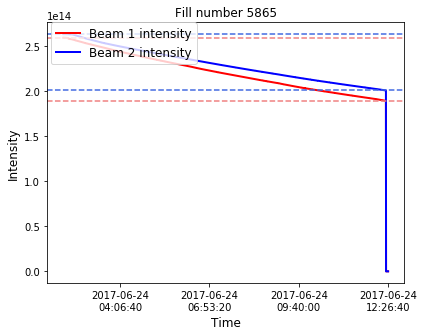 Fill number 5865
1e14
Beam 1 intensity
Beam 2 intensity
2.5
2.0
1.5
1.0
0.5
0.0
Intensity
2017-06-24
04:06:40
2017-06-24
06:53:20
2017-06-24
09:40:00
2017-06-24
12:26:40
Time